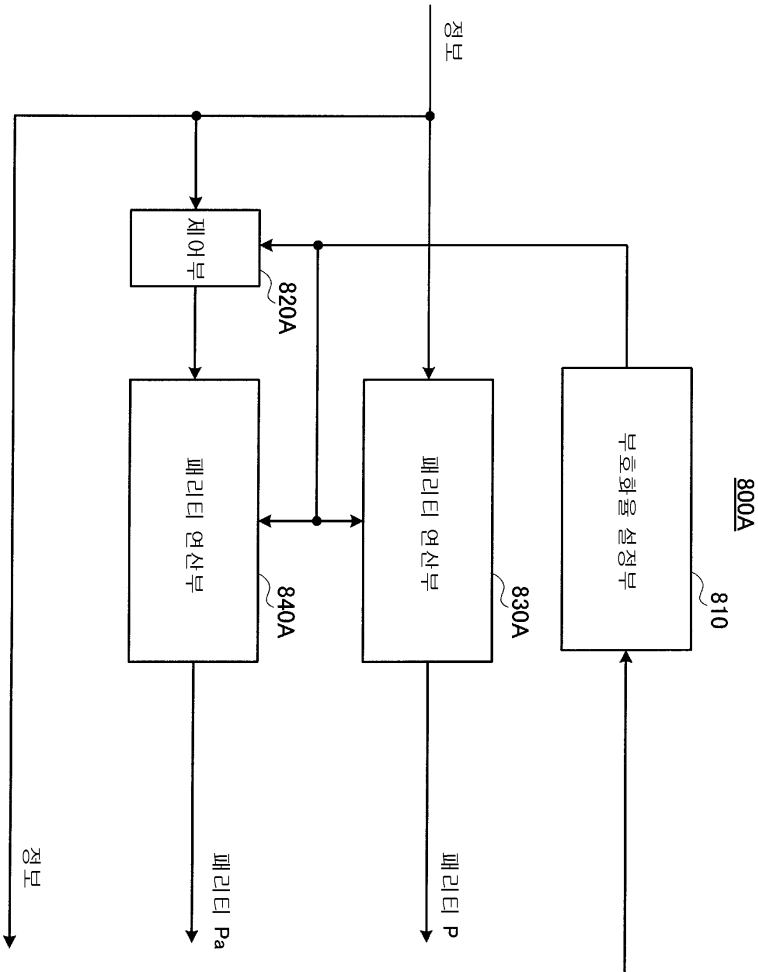 800A
810
부호화율 설정부
정보
830A
패리티 연산부
패리티 P
820A
제어부
840A
패리티 연산부
패리티 Pa
정보